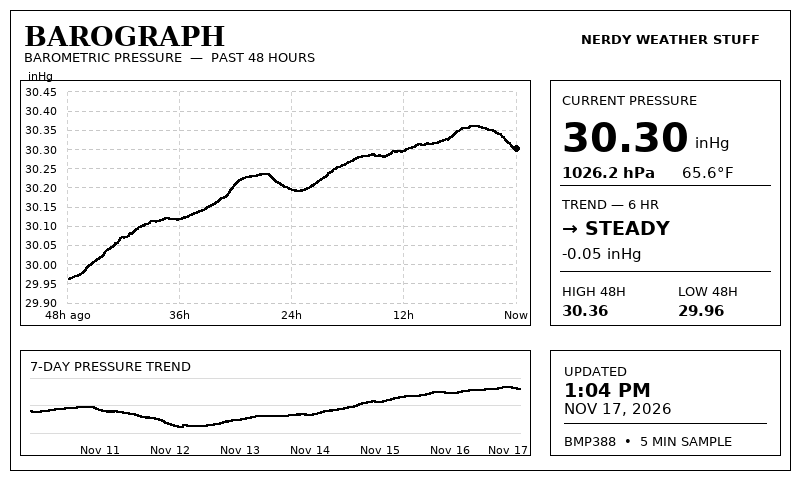 BAROGRAPH
BAROMETRIC PRESSURE — PAST 48 HOURS
NERDY WEATHER STUFF
inHg
30.45
30.40
30.35
30.30
30.25
30.20
30.15
30.10
30.05
30.00
29.95
29.90
48h ago 36h 24h 12h Now
CURRENT PRESSURE
30.30 inHg
1026.2 hPa 65.6°F
TREND — 6 HR
→ STEADY
-0.05 inHg
HIGH 48H LOW 48H
30.36 29.96
7-DAY PRESSURE TREND
Nov 11 Nov 12 Nov 13 Nov 14 Nov 15 Nov 16 Nov 17
UPDATED
1:04 PM
NOV 17, 2026
BMP388 • 5 MIN SAMPLE